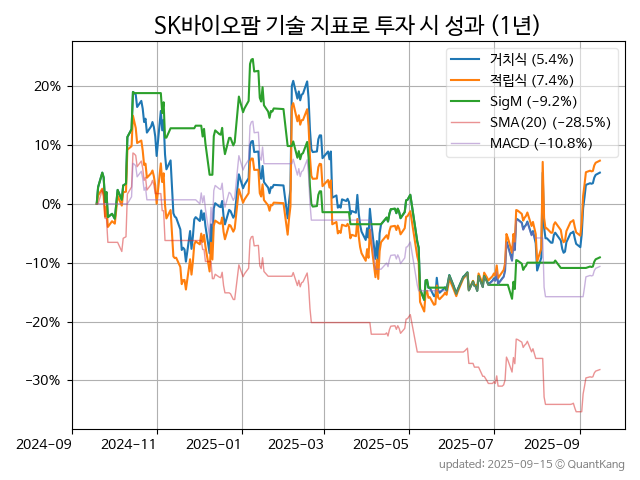 SK바이오팜 기술 지표로 투자 시 성과 (1년)
거치식 (5.4%)
적립식 (7.4%)
SigM (−9.2%)
SMA(20) (−28.5%)
MACD (−10.8%)
20%
10%
0%
−10%
−20%
−30%
2024-09 2024-11 2025-01 2025-03 2025-05 2025-07 2025-09
updated: 2025-09-15 © QuantKang